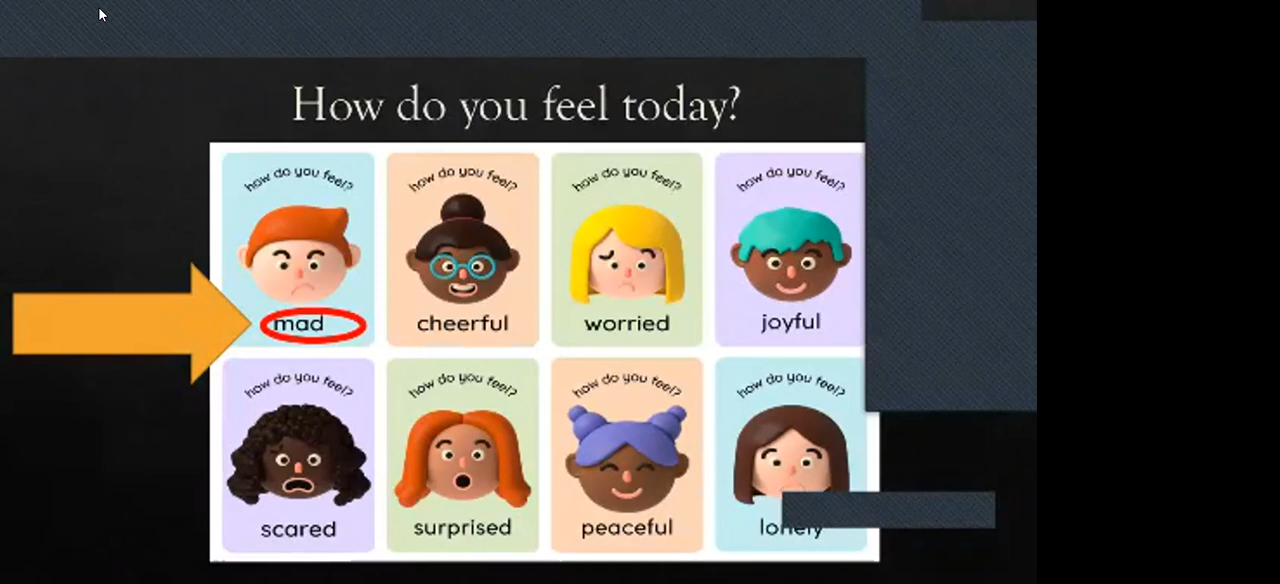 How do you feel today?
how do you feel?
how do you feel?
how do you feel?
how do you feel?
mad
cheerful
worried
joyful
how do you feel?
how do you feel?
how do you feel?
how do you feel?
scared
surprised
peaceful
lonely